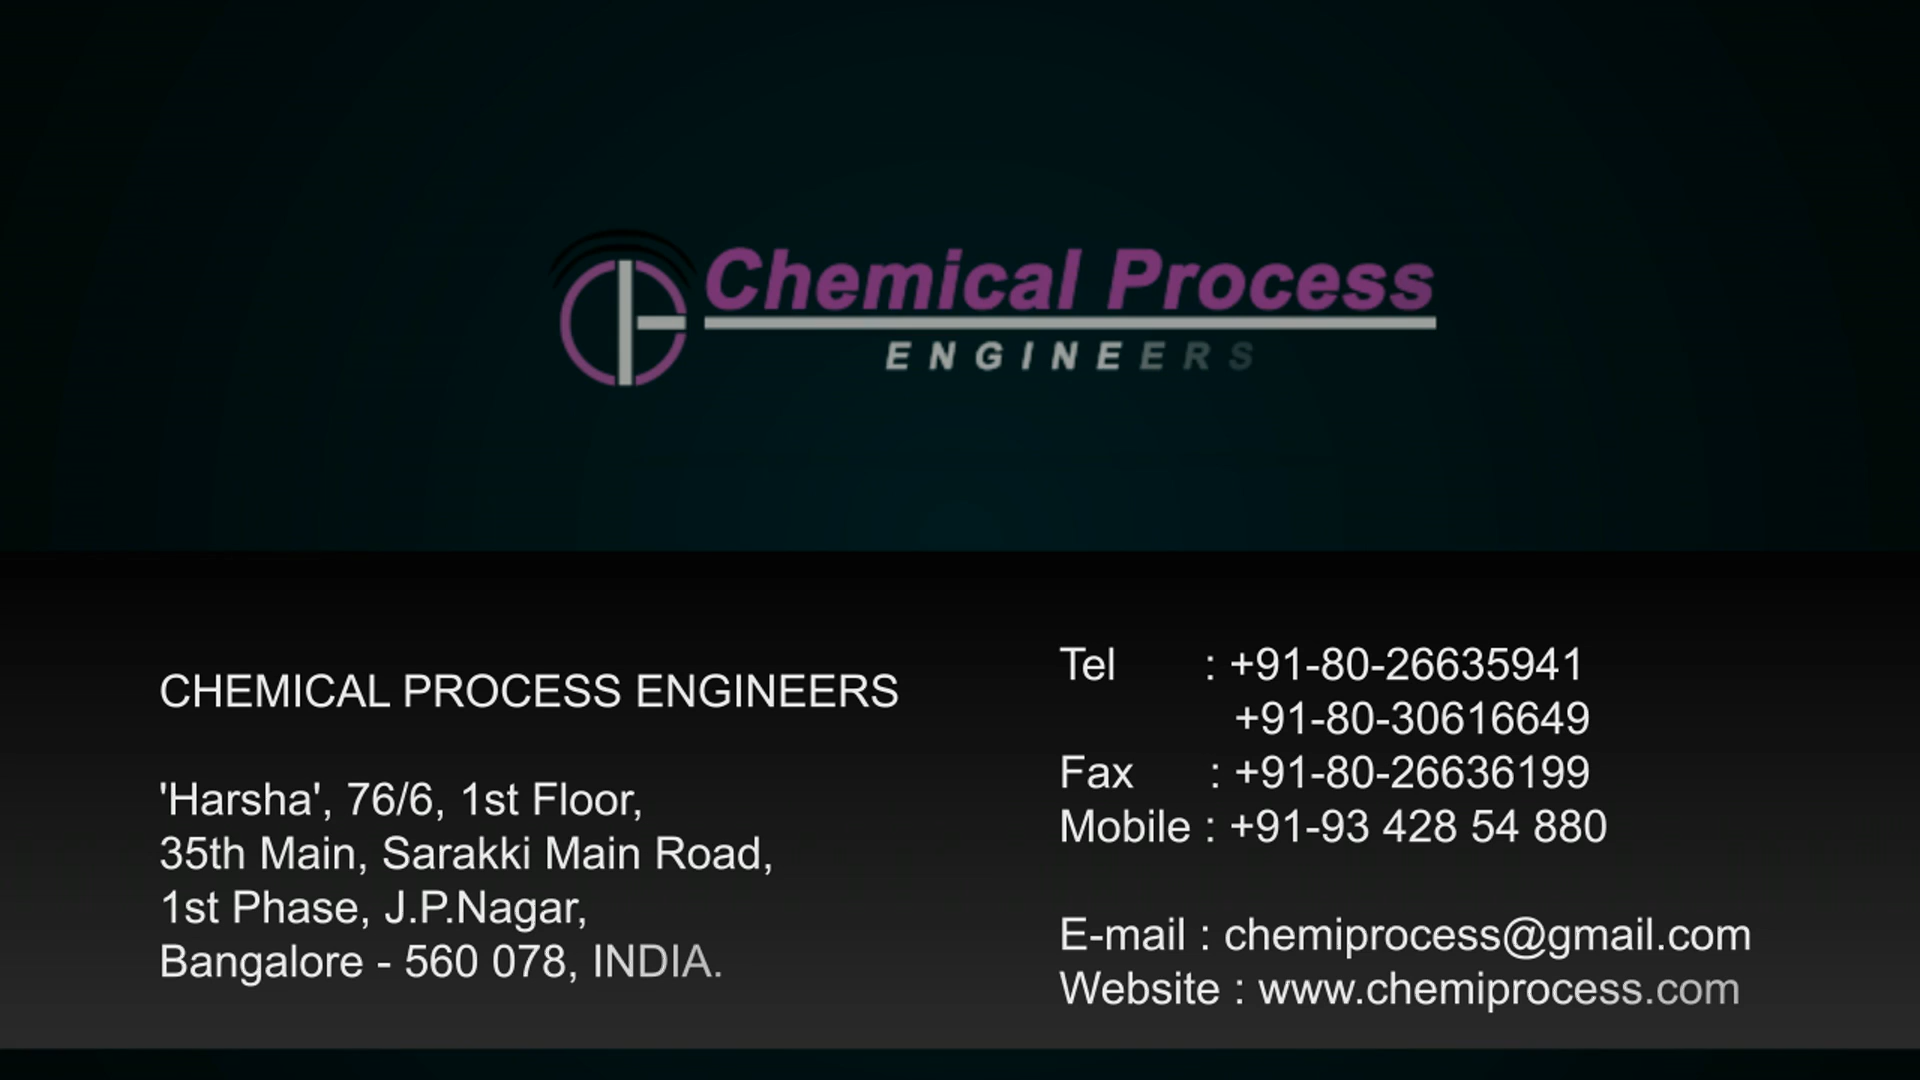 Chemical Process
ENGINEERS
CHEMICAL PROCESS ENGINEERS
'Harsha', 76/6, 1st Floor,
35th Main, Sarakki Main Road,
1st Phase, J.P.Nagar,
Bangalore - 560 078, INDIA.
Tel : +91-80-26635941
+91-80-30616649
Fax : +91-80-26636199
Mobile : +91-93 428 54 880
E-mail : chemiprocess@gmail.com
Website : www.chemiprocess.com